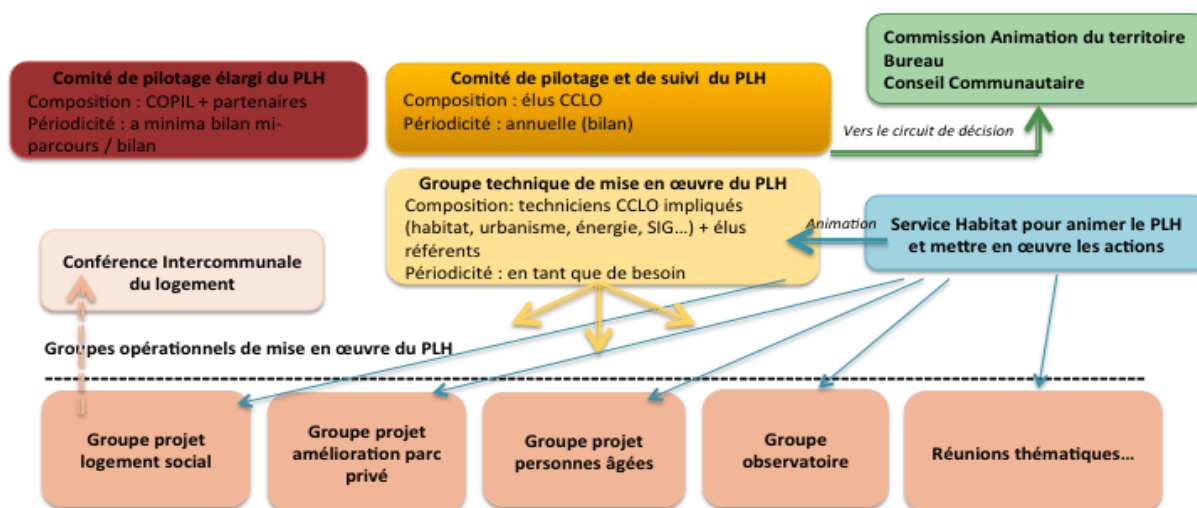 Commission Animation du territoire
Bureau
Conseil Communautaire
Comité de pilotage élargi du PLH
Composition : COPIL + partenaires
Périodicité : a minima bilan mi-
parcours / bilan
Comité de pilotage et de suivi du PLH
Composition : élus CCLO
Périodicité : annuelle (bilan)
Vers le circuit de décision
Groupe technique de mise en œuvre du PLH
Composition: techniciens CCLO impliqués
(habitat, urbanisme, énergie, SIG...) + élus
référents
Périodicité : en tant que de besoin
Animation
Service Habitat pour animer le PLH
et mettre en œuvre les actions
Conférence Intercommunale
du logement
Groupes opérationnels de mise en œuvre du PLH
Groupe projet
logement social
Groupe projet
amélioration parc
privé
Groupe projet
personnes âgées
Groupe
observatoire
Réunions thématiques...